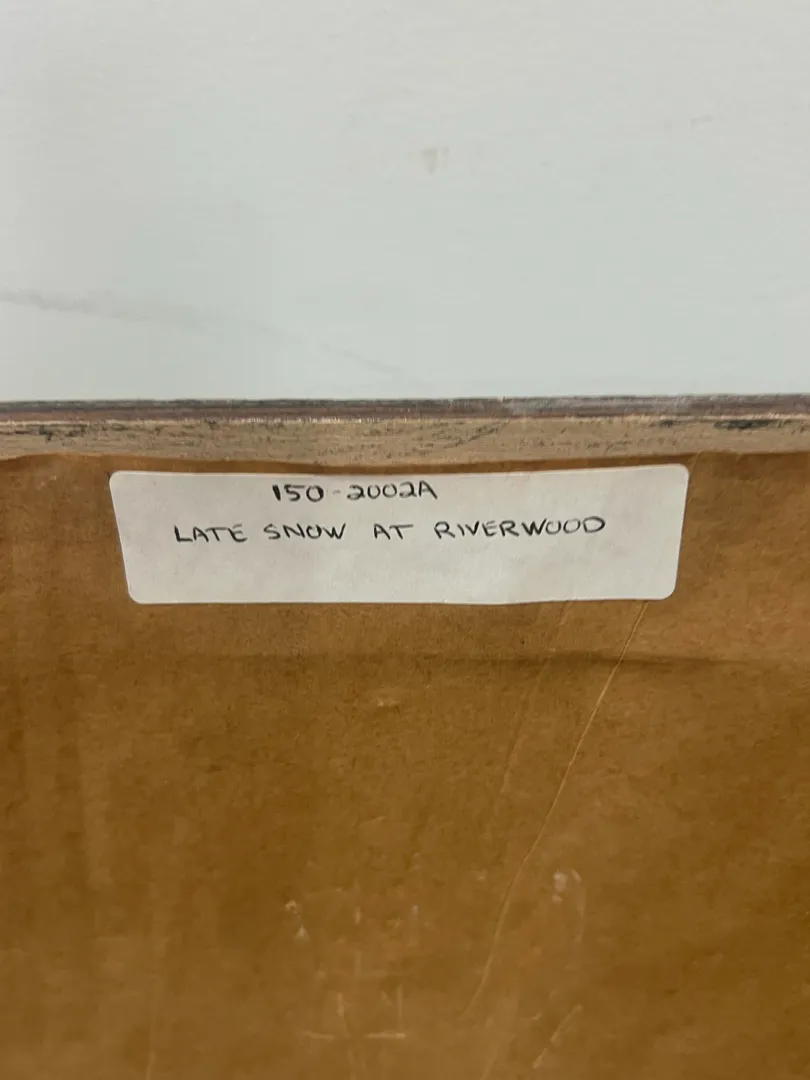 150-2002A
LATE SNOW AT RIVERWOOD